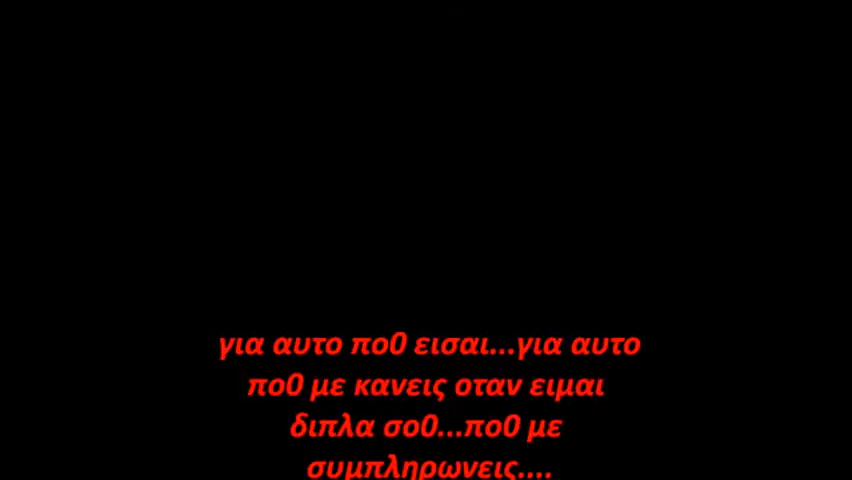 για αυτο πο0 εισαι...για αυτο
πο0 με κανεις οταν ειμαι
διπλα σο0...πο0 με
συμπληρωνεις....